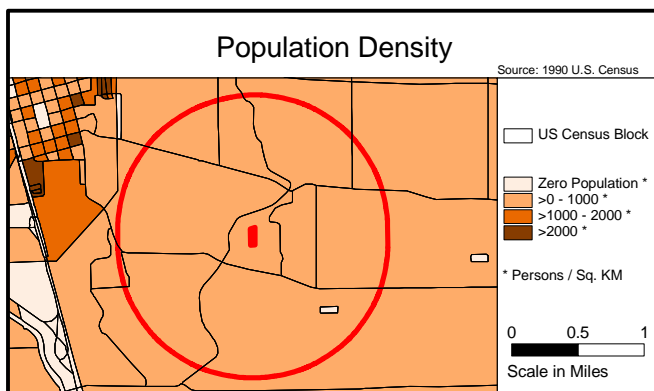 Population Density
Source: 1990 U.S. Census
US Census Block
Zero Population *
>0 - 1000 *
>1000 - 2000 *
>2000 *
* Persons / Sq. KM
0 0.5 1
Scale in Miles